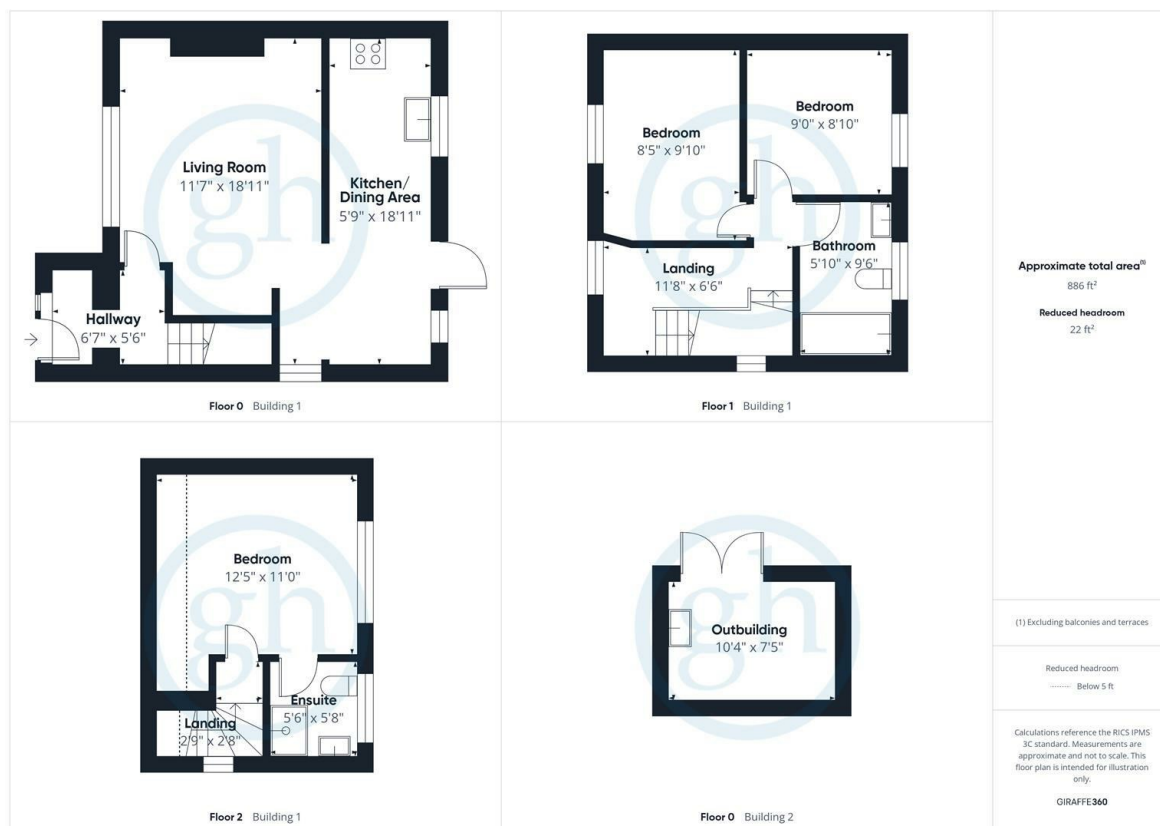 Living Room
11'7" x 18'11"
Kitchen/
Dining Area
5'9" x 18'11"
Hallway
6'7" x 5'6"
Floor 0 Building 1
Bedroom
8'5" x 9'10"
Bedroom
9'0" x 8'10"
Bathroom
5'10" x 9'6"
Landing
11'8" x 6'6"
Floor 1 Building 1
Bedroom
12'5" x 11'0"
Ensuite
5'6" x 5'8"
Landing
2'9" x 2'8"
Floor 2 Building 1
Outbuilding
10'4" x 7'5"
Floor 0 Building 2
gh
gh
gh
gh
Approximate total area(1)
886 ft²
Reduced headroom
22 ft²
(1) Excluding balconies and terraces
Reduced headroom
Below 5 ft
Calculations reference the RICS IPMS
3C standard. Measurements are
approximate and not to scale. This
floor plan is intended for illustration
only.
GIRAFFE360